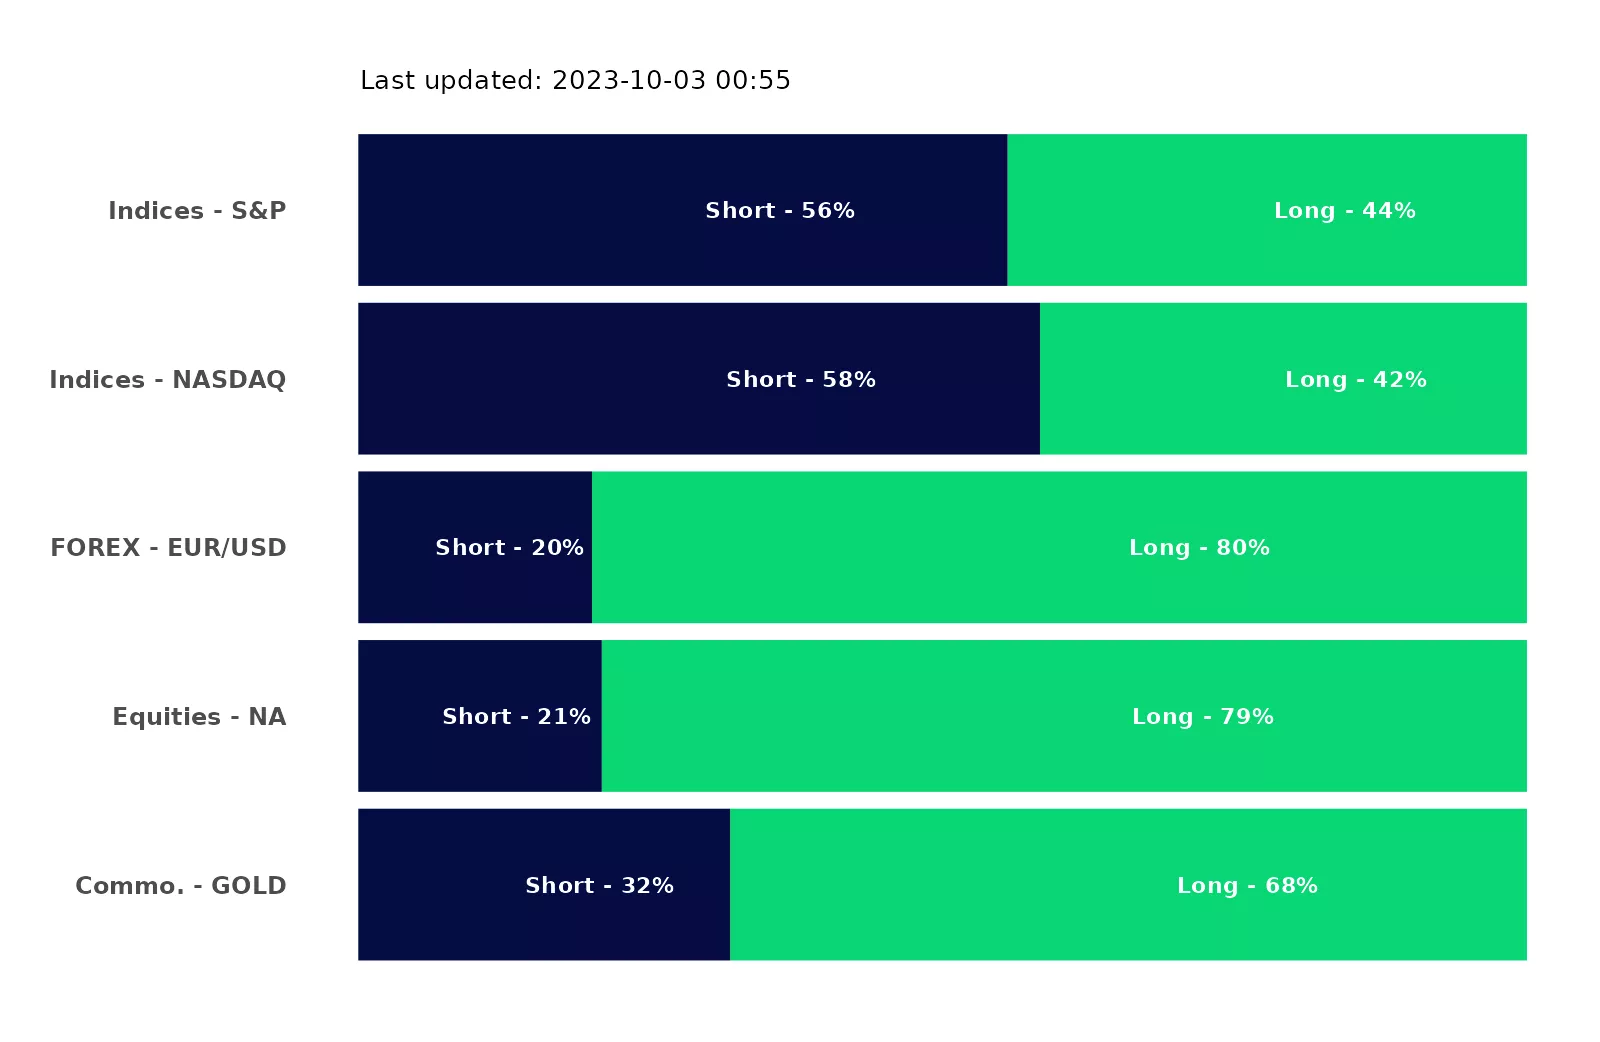 Last updated: 2023-10-03 00:55
Indices - S&P
Short - 56%
Long - 44%
Indices - NASDAQ
Short - 58%
Long - 42%
FOREX - EUR/USD
Short - 20%
Long - 80%
Equities - NA
Short - 21%
Long - 79%
Commo. - GOLD
Short - 32%
Long - 68%